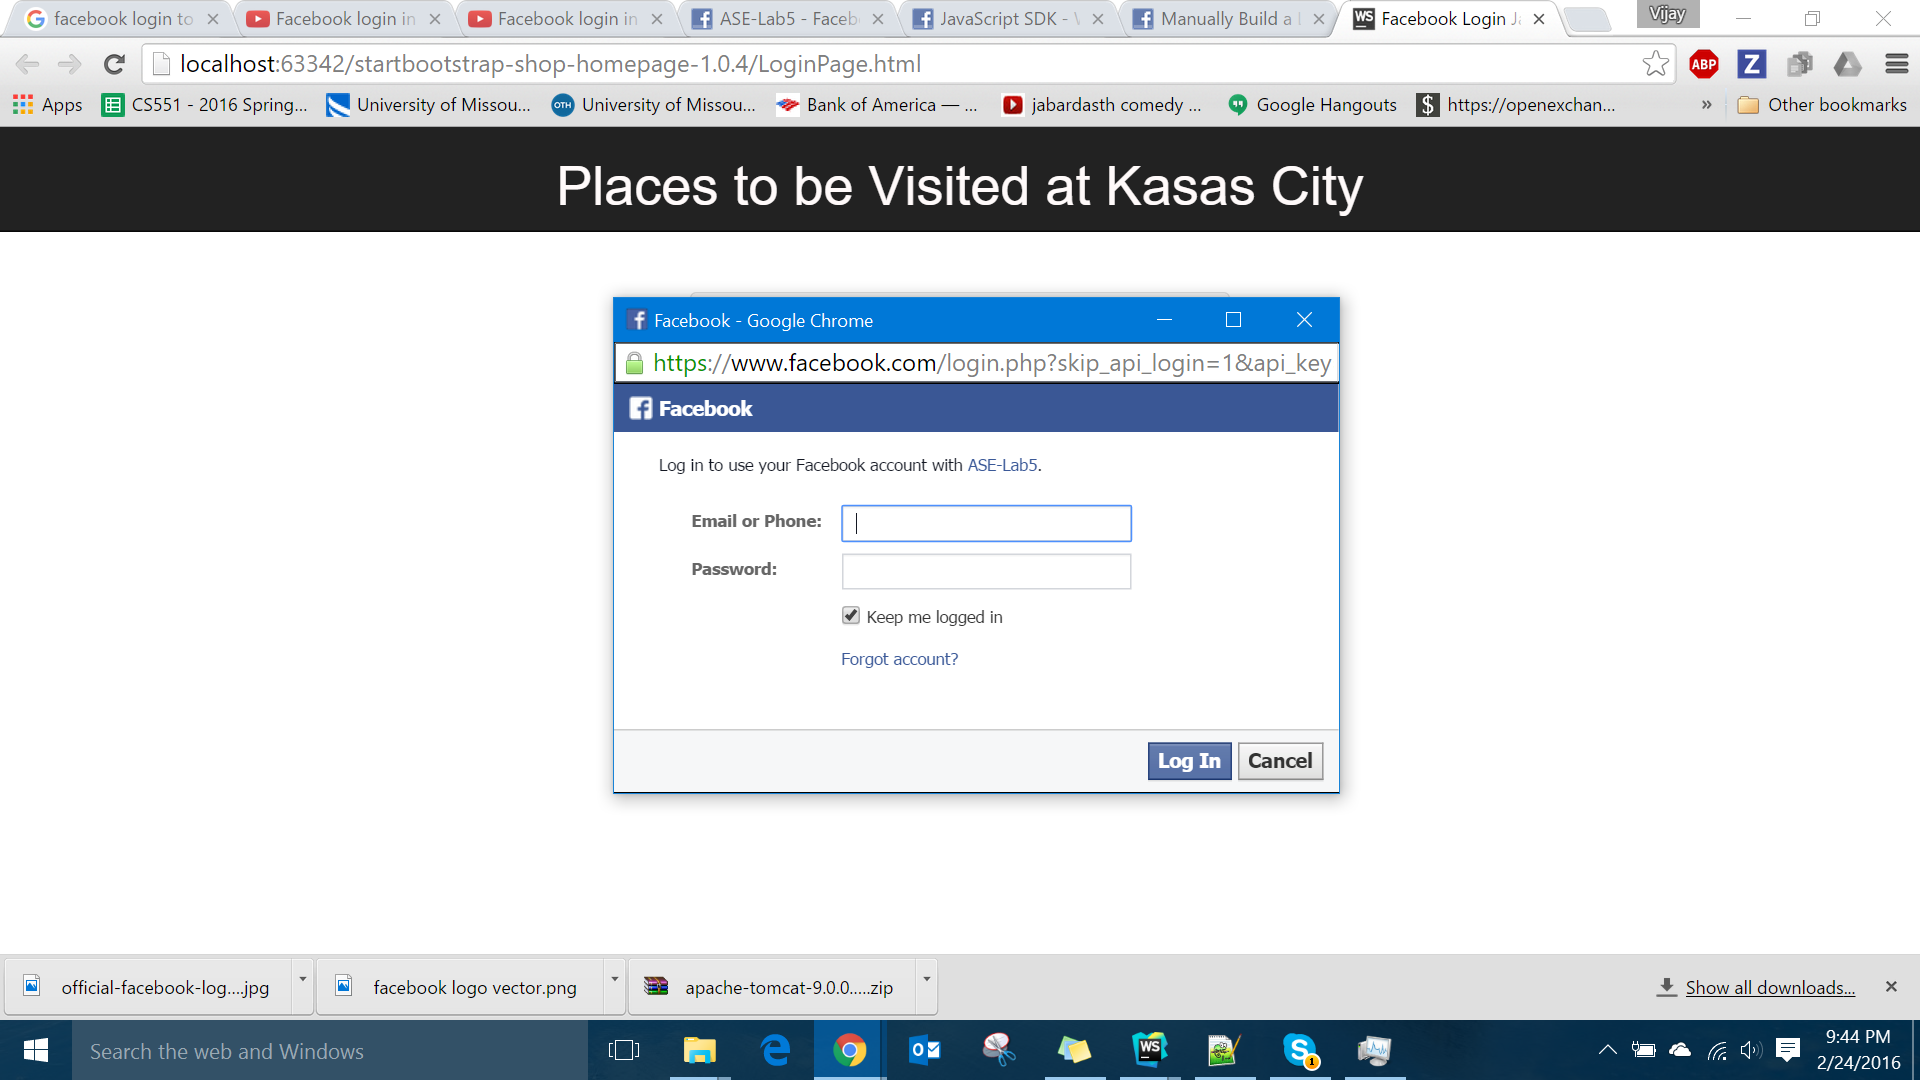 facebook login to
Facebook login in
Facebook login in
ASE-Lab5 - Faceb
JavaScript SDK - V
Manually Build a L
Facebook Login Ja
Vijay
localhost:63342/startbootstrap-shop-homepage-1.0.4/LoginPage.html
ABP
Z
Apps
CS551 - 2016 Spring...
University of Missou...
OTH
University of Missou...
Bank of America — ...
jabardasth comedy ...
Google Hangouts
$
https://openexchan...
»
Other bookmarks
Places to be Visited at Kasas City
Facebook - Google Chrome
https://www.facebook.com/login.php?skip_api_login=1&api_key
Facebook
Log in to use your Facebook account with ASE-Lab5.
Email or Phone:
Password:
Keep me logged in
Forgot account?
Log In
Cancel
official-facebook-log....jpg
facebook logo vector.png
apache-tomcat-9.0.0.....zip
Show all downloads...
Search the web and Windows
WS
9:44 PM
2/24/2016